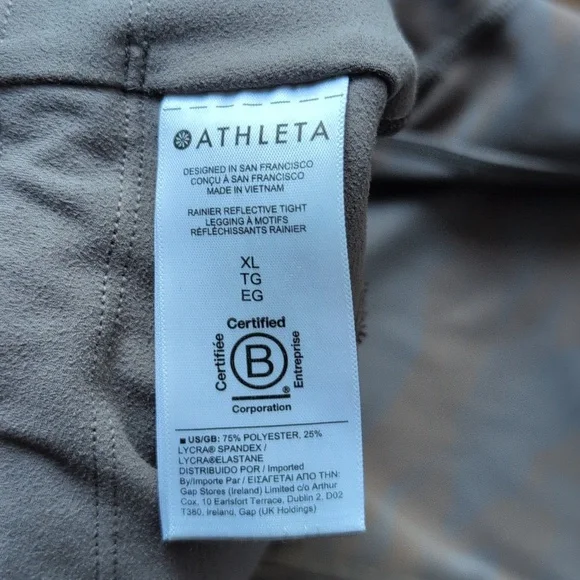 ATHLETA
DESIGNED IN SAN FRANCISCO
CONÇU À SAN FRANCISCO
MADE IN VIETNAM
RAINIER REFLECTIVE TIGHT
LEGGING À MOTIFS
RÉFLÉCHISSANTS RAINIER
XL
TG
EG
Certified
Certifiée
B
Entreprise
®
Corporation
■ US/GB: 75% POLYESTER, 25%
LYCRA® SPANDEX /
LYCRA®ELASTANE
DISTRIBUIDO POR / Imported
By/Importe Par / ΕΙΣΑΓΕΤΑΙ ΑΠΟ ΤΗΝ:
Gap Stores (Ireland) Limited c/o Arthur
Cox, 10 Earlsfort Terrace, Dublin 2, D02
T380, Ireland, Gap (UK Holdings)